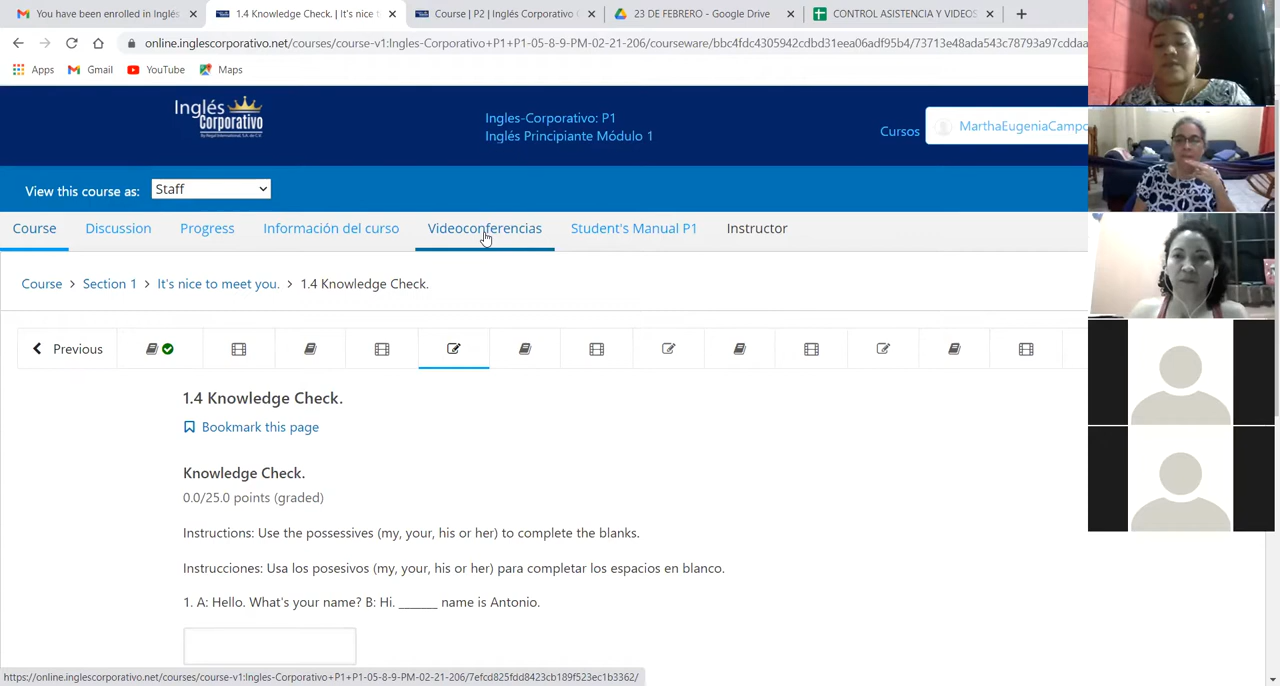 You have been enrolled in Inglés
1.4 Knowledge Check. | It's nice t
Course | P2 | Inglés Corporativo
23 DE FEBRERO - Google Drive
CONTROL ASISTENCIA Y VIDEOS
online.inglescorporativo.net/courses/course-v1:Ingles-Corporativo+P1+P1-05-8-9-PM-02-21-206/courseware/bbc4fdc4305942cdbd31eea06adf95b4/73713e48ada543c78793a97cddaa
Apps
Gmail
YouTube
Maps
Inglés
Corporativo
Ingles-Corporativo: P1
Inglés Principiante Módulo 1
Cursos
MarthaEugeniaCampo
View this course as:
Staff
Course
Discussion
Progress
Información del curso
Videoconferencias
Student's Manual P1
Instructor
Course > Section 1 > It's nice to meet you. > 1.4 Knowledge Check.
Previous
1.4 Knowledge Check.
Bookmark this page
Knowledge Check.
0.0/25.0 points (graded)
Instructions: Use the possessives (my, your, his or her) to complete the blanks.
Instrucciones: Usa los posesivos (my, your, his or her) para completar los espacios en blanco.
1. A: Hello. What's your name? B: Hi. ______ name is Antonio.
https://online.inglescorporativo.net/courses/course-v1:Ingles-Corporativo+P1+P1-05-8-9-PM-02-21-206/7efcd825fdd8423cb189f523ec1b3362/